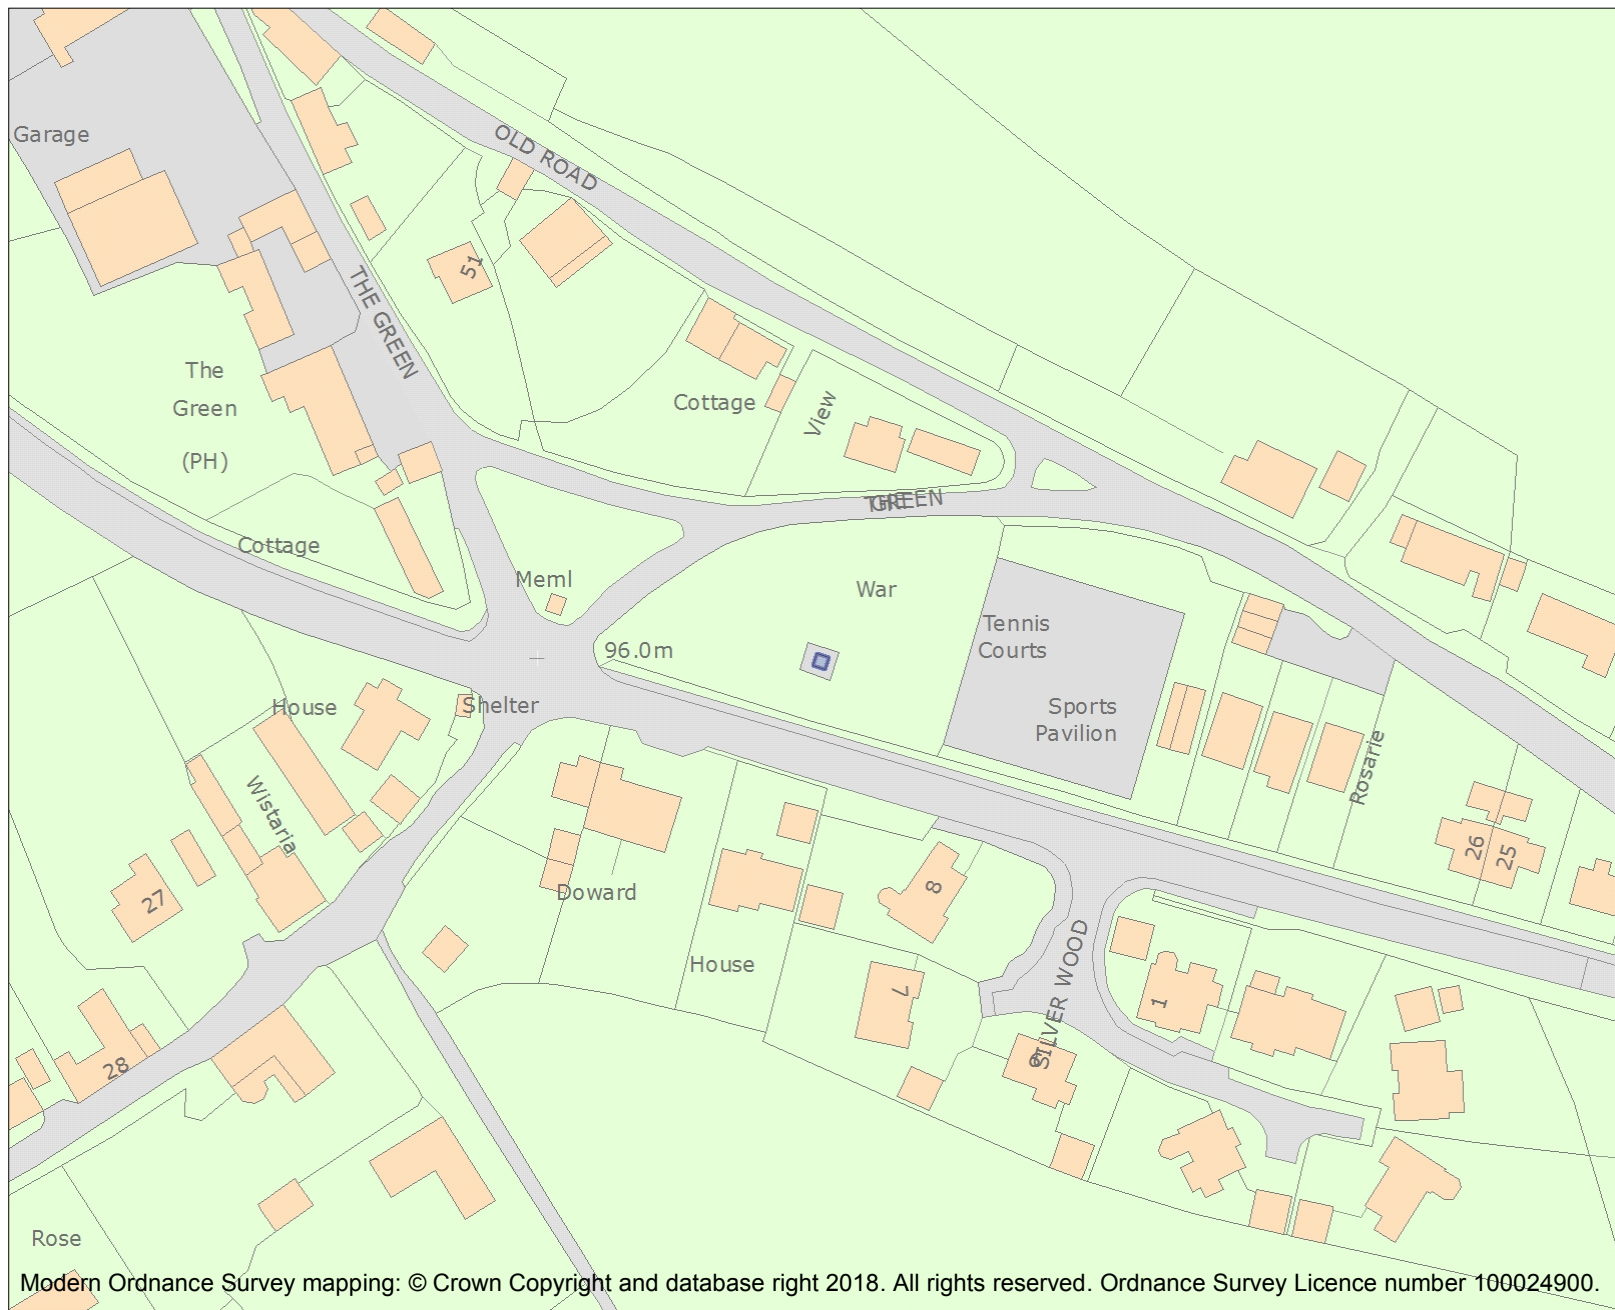 Garage
OLD ROAD
THE GREEN
51
The
Green
(PH)
Cottage
View
THE
GREEN
Cottage
Meml
War
96.0m
Tennis
Courts
House
Shelter
Sports
Pavilion
Rosarie
Wistaria
26
25
27
Doward
8
House
7
SILVER WOOD
1
6
28
Rose
Modern Ordnance Survey mapping: © Crown Copyright and database right 2018. All rights reserved. Ordnance Survey Licence number 100024900.